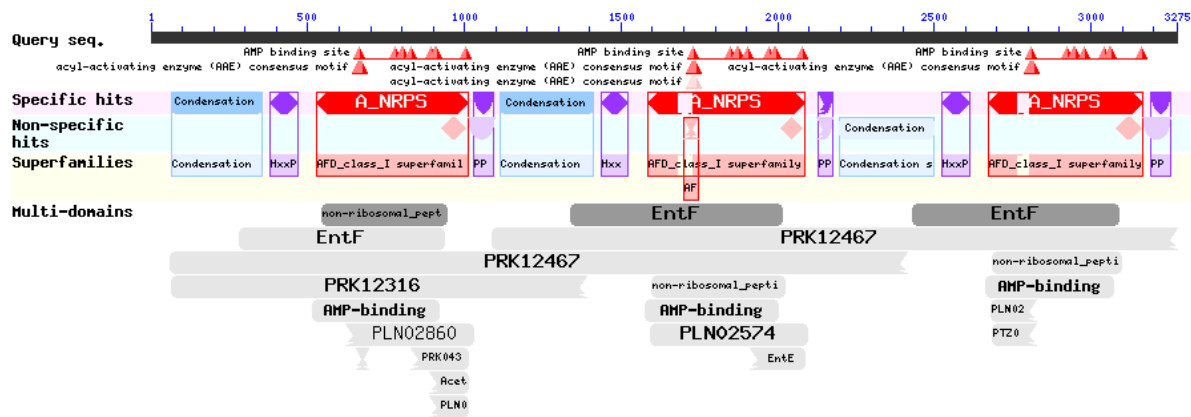 1 500 1000 1500 2000 2500 3000 3275
Query seq.
AMP binding site AMP binding site AMP binding site
acyl-activating enzyme (AAE) consensus motif acyl-activating enzyme (AAE) consensus motif acyl-activating enzyme (AAE) consensus motif
acyl-activating enzyme (AAE) consensus motif
Specific hits Condensation A_NRPS Condensation A_NRPS A_NRPS
Non-specific hits Condensation
Superfamilies Condensation HxxP AFD_class_I superfamil PP Condensation Hxx AFD_class_I superfamily PP Condensation s HxxP AFD_class_I superfamily PP
AF
Multi-domains non-ribosomal_pept EntF EntF
EntF PRK12467
PRK12467 non-ribosomal_pepti
PRK12316 non-ribosomal_pepti AMP-binding
AMP-binding AMP-binding PLN02
PLN02860 PLN02574 PTZ0
PRK043 EntE
Acet
PLN0